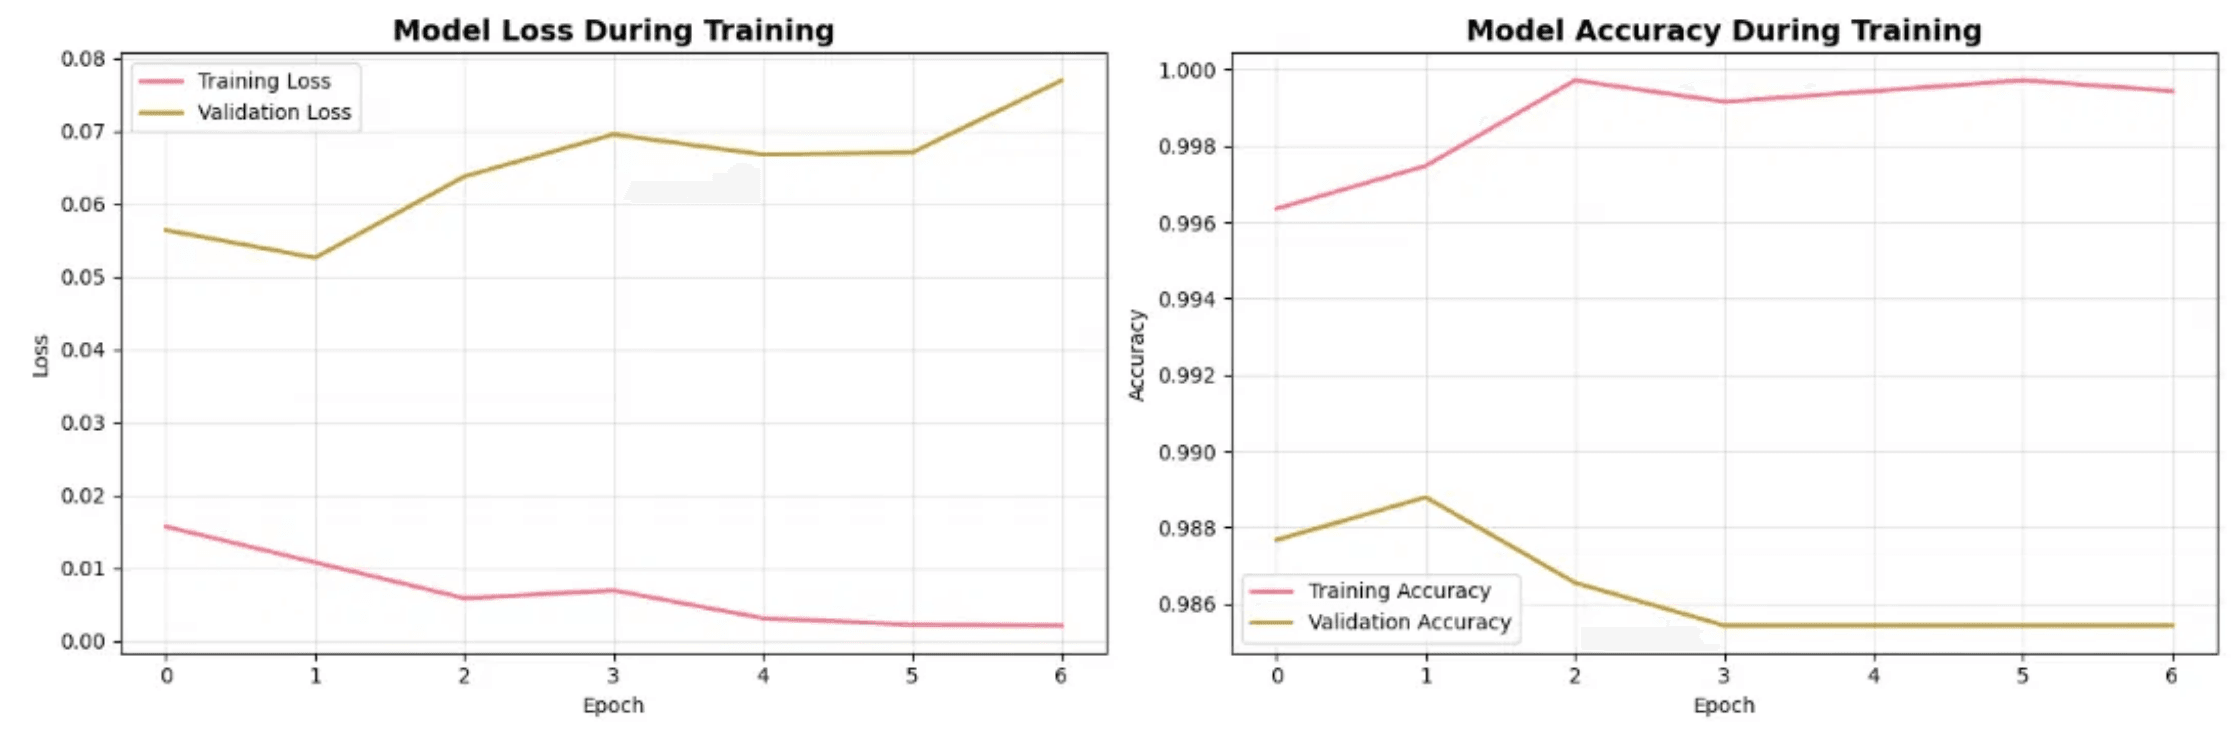 Model Loss During Training
Training Loss
Validation Loss
0.08
0.07
0.06
0.05
0.04
0.03
0.02
0.01
0.00
Loss
0 1 2 3 4 5 6
Epoch
Model Accuracy During Training
1.000
0.998
0.996
0.994
0.992
0.990
0.988
0.986
Accuracy
Training Accuracy
Validation Accuracy
0 1 2 3 4 5 6
Epoch